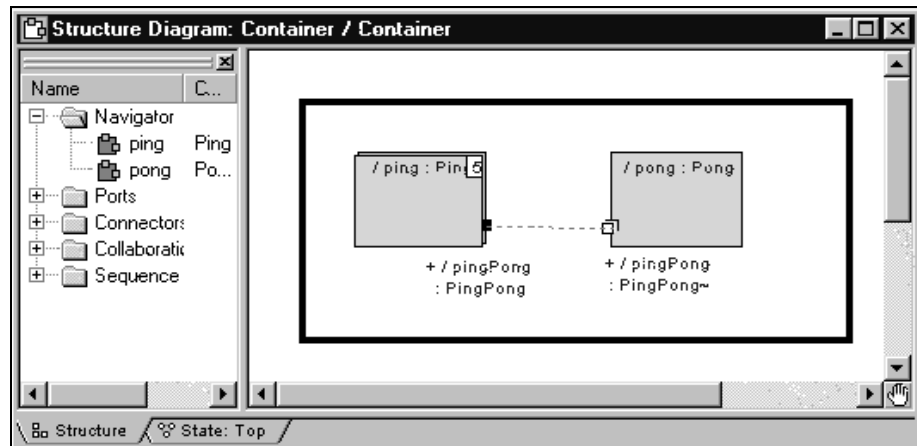 Structure Diagram: Container / Container
Name C...
Navigator
ping Ping
pong Po...
Ports
Connectors
Collaboratic
Sequence
/ ping : Ping 5
/ pong : Pong
+ / pingPong
: PingPong
+ / pingPong
: PingPong~
Structure
State: Top